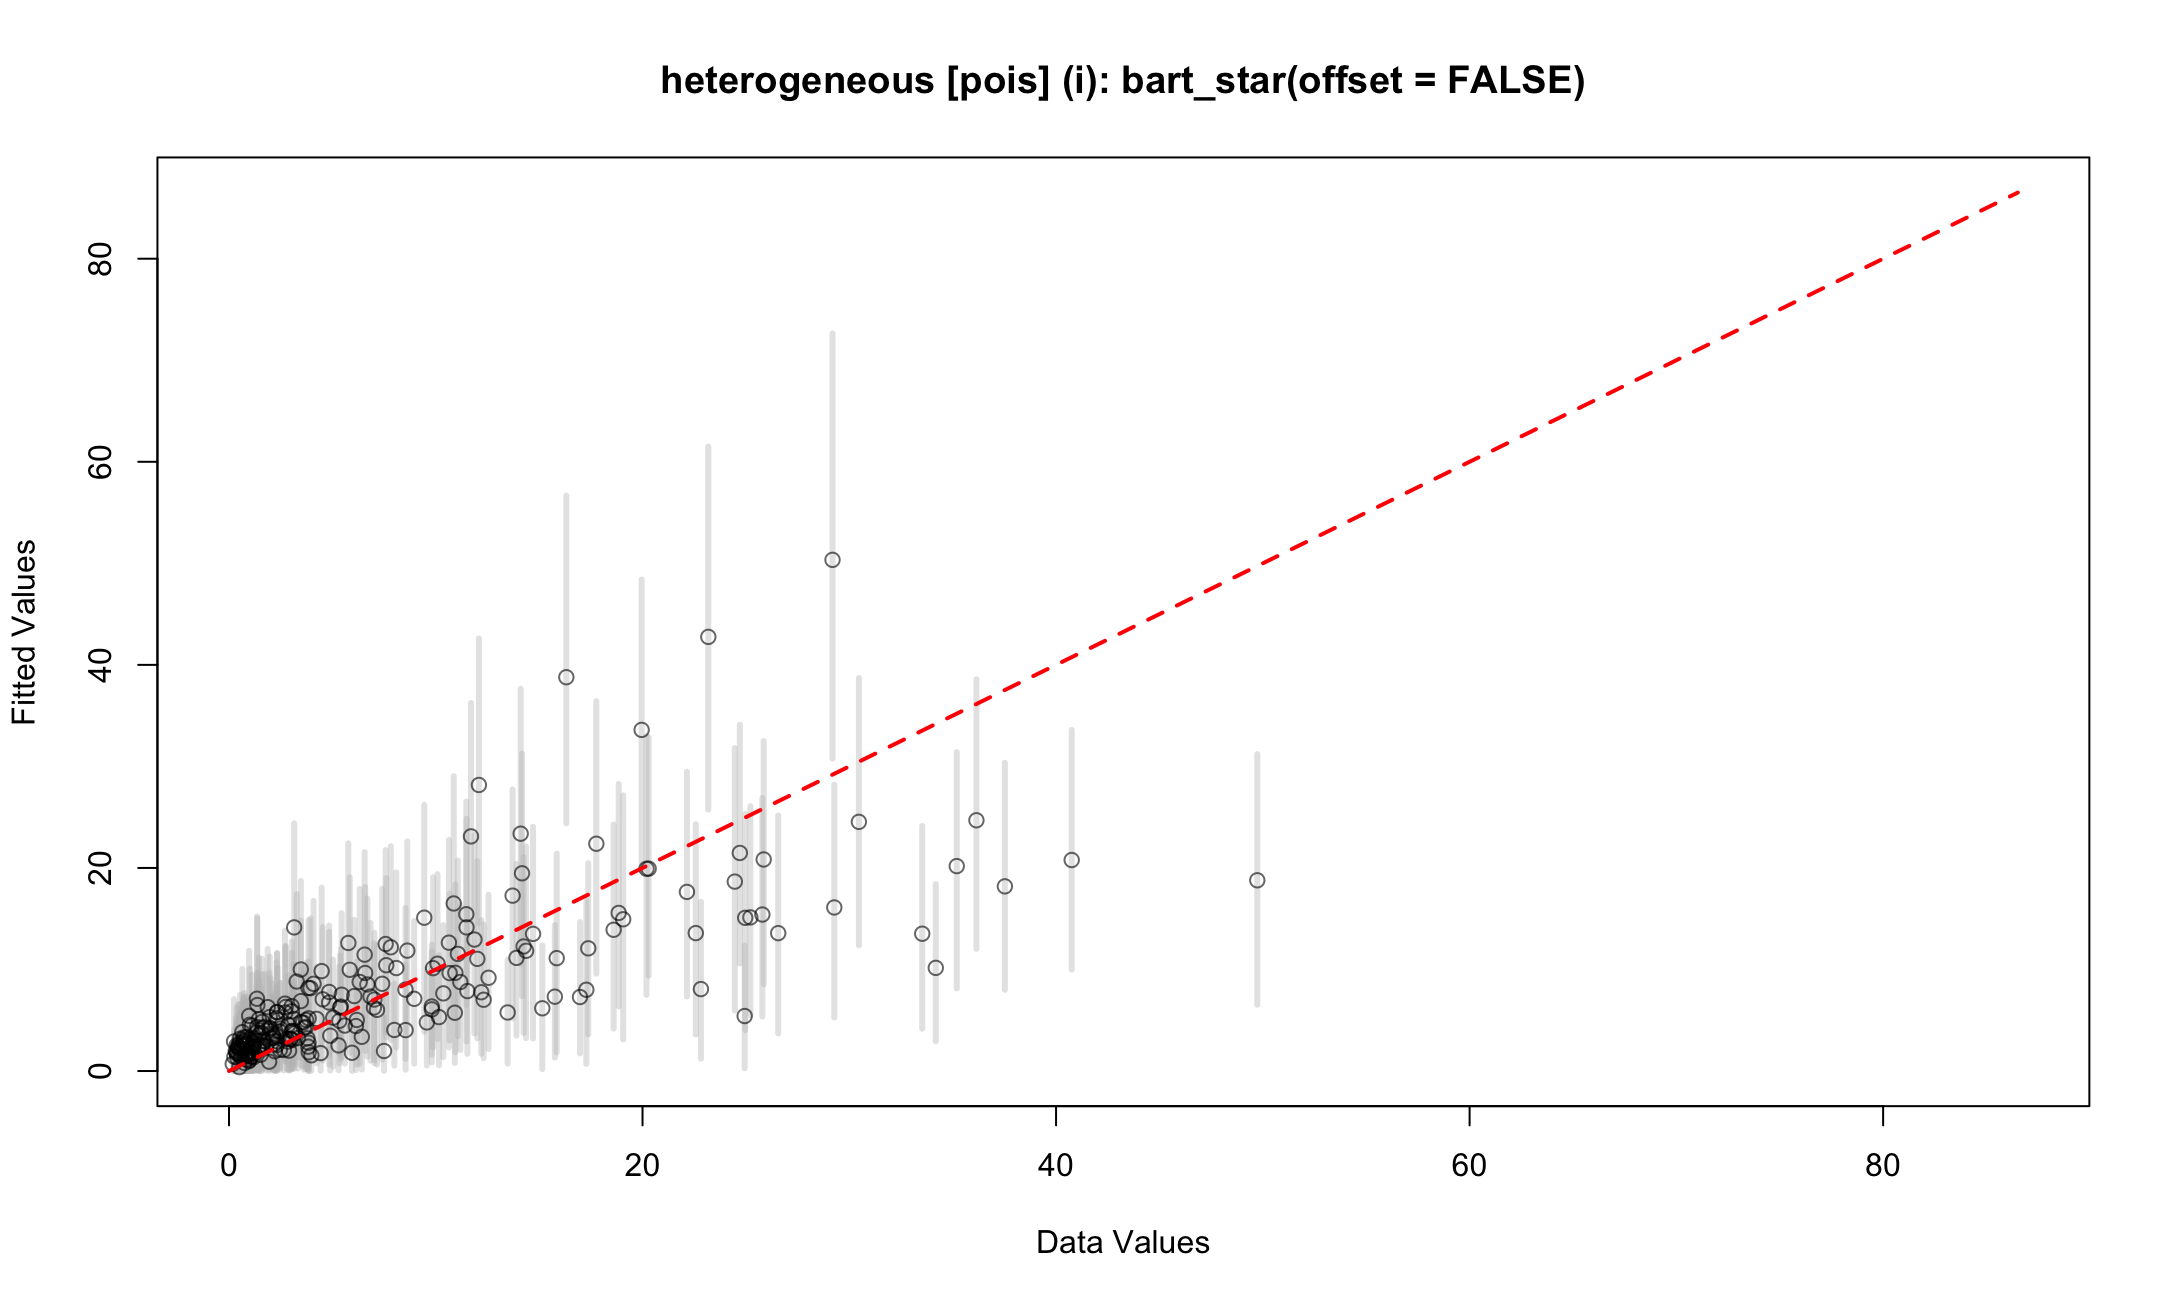 heterogeneous [pois] (i): bart_star(offset = FALSE)
Fitted Values
80
60
40
20
0
0 20 40 60 80
Data Values